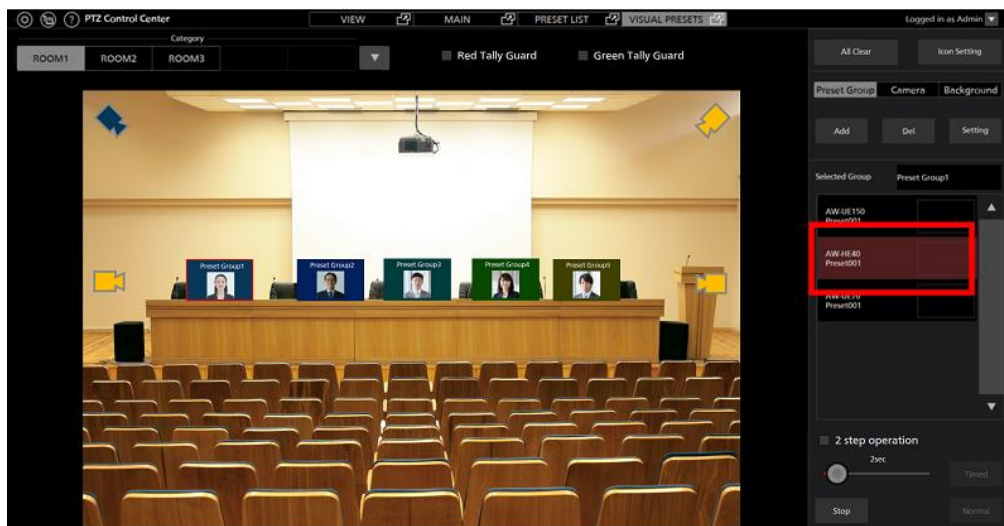 PTZ Control Center
VIEW
MAIN
PRESET LIST
VISUAL PRESETS
Logged in as Admin
Category
ROOM1
ROOM2
ROOM3
Red Tally Guard
Green Tally Guard
All Clear
Icon Setting
Preset Group
Camera
Background
Add
Del
Setting
Selected Group
Preset Group1
AW-UE150
Preset001
AW-HE40
Preset001
AW-UE70
Preset001
Preset Group1
Preset Group2
Preset Group3
Preset Group4
Preset Group5
2 step operation
2sec
Timed
Stop
Normal